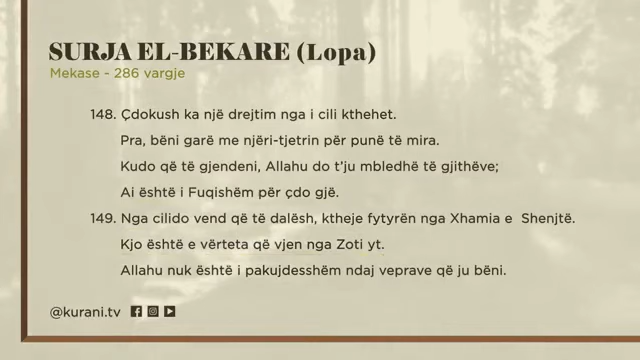 SURJA EL-BEKARE (Lopa)
Mekase - 286 vargje
148. Çdokush ka një drejtim nga i cili kthehet.
Pra, bëni garë me njëri-tjetrin për punë të mira.
Kudo që të gjendeni, Allahu do t'ju mbledhë të gjithëve;
Ai është i Fuqishëm për çdo gjë.
149. Nga cilido vend që të dalësh, ktheje fytyrën nga Xhamia e Shenjtë.
Kjo është e vërteta që vjen nga Zoti yt.
Allahu nuk është i pakujdesshëm ndaj veprave që ju bëni.
@kurani.tv